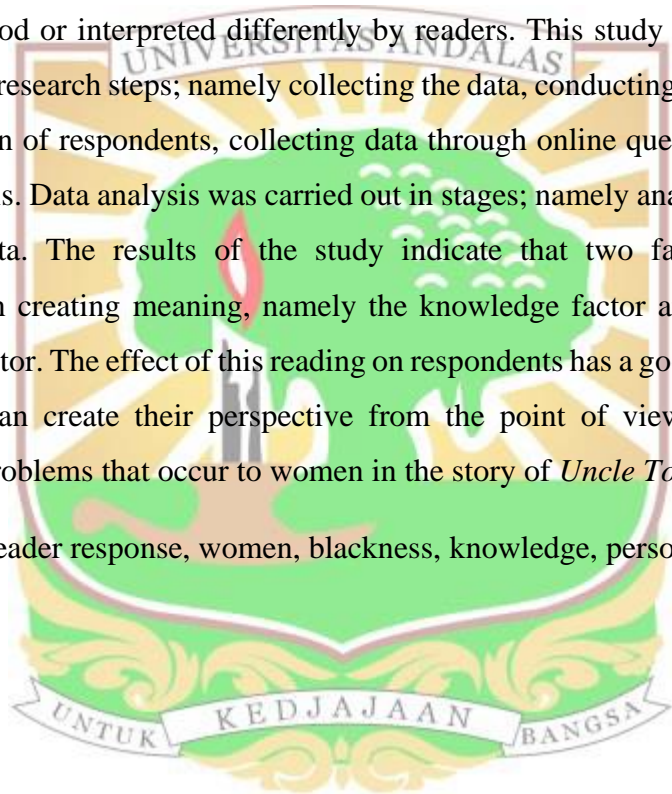 od or interpreted differently by readers. This study
UNIVERSITAS ANDALAS
research steps; namely collecting the data, conducting
n of respondents, collecting data through online que
is. Data analysis was carried out in stages; namely ana
ta. The results of the study indicate that two fa
n creating meaning, namely the knowledge factor a
tor. The effect of this reading on respondents has a go
an create their perspective from the point of view
roblems that occur to women in the story of Uncle To
eader response, women, blackness, knowledge, perso
UNTUK KEDJAJAAN BANGSA